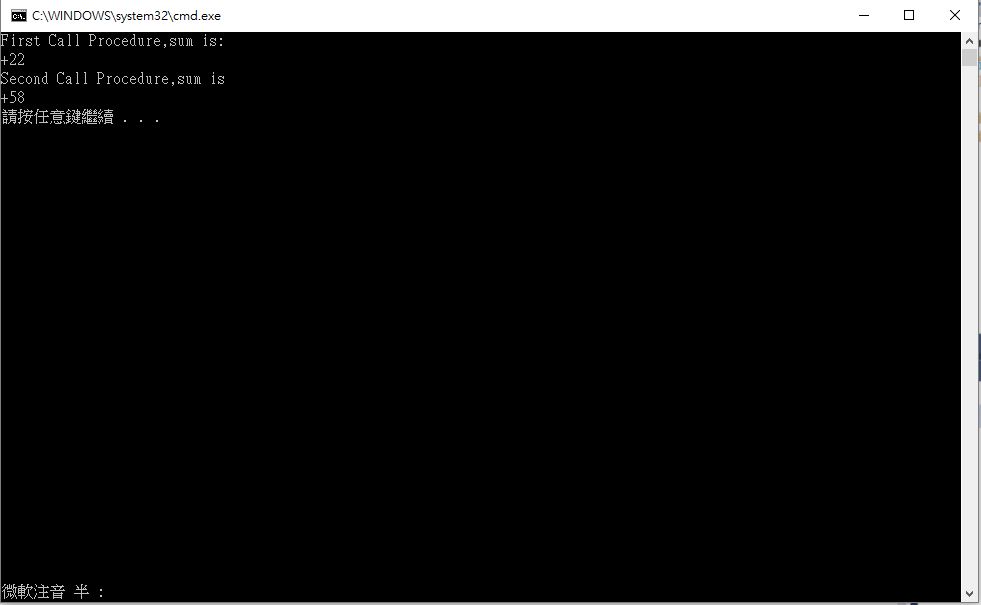 C:\WINDOWS\system32\cmd.exe
First Call Procedure,sum is:
+22
Second Call Procedure,sum is
+58
請按任意鍵繼續 . . .
微軟注音 半 :